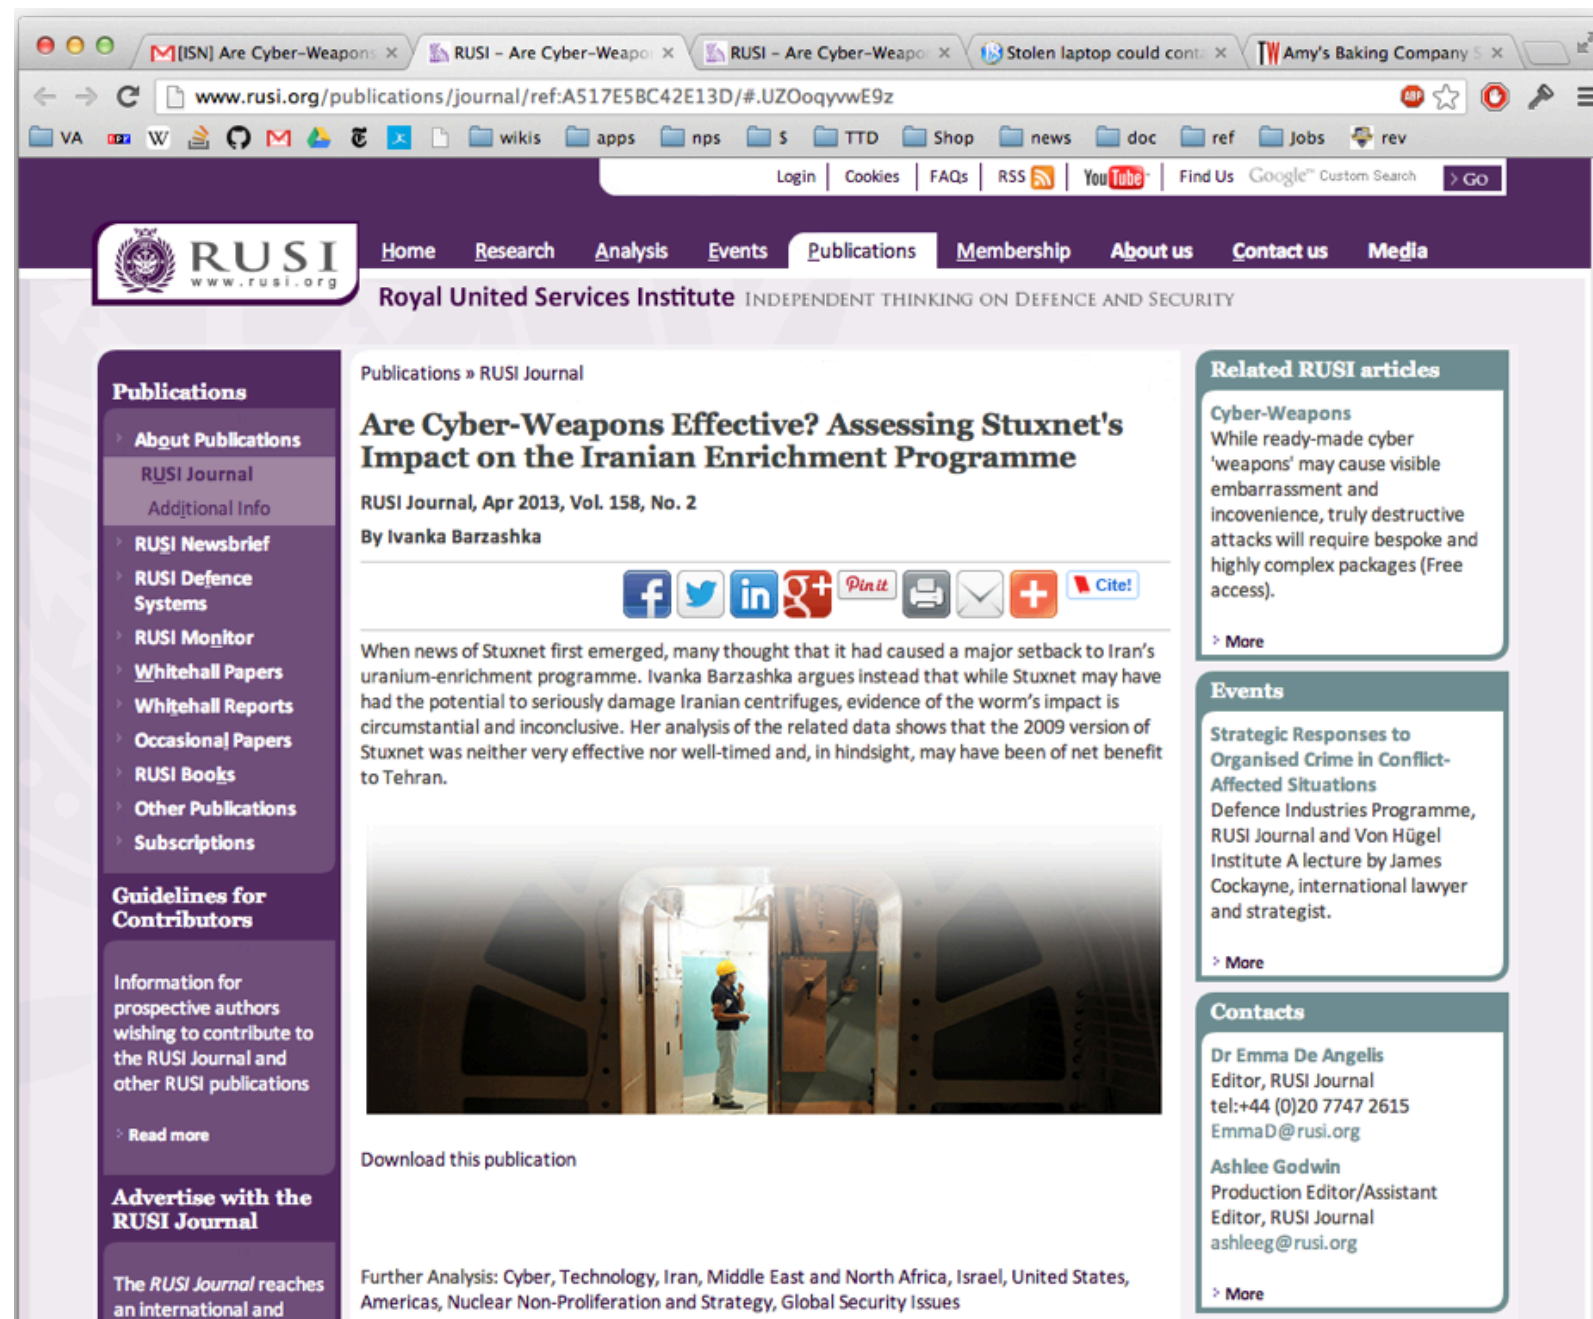 [ISN] Are Cyber-Weapons
RUSI - Are Cyber-Weapo
RUSI - Are Cyber-Weapo
Stolen laptop could conta
Amy's Baking Company S
www.rusi.org/publications/journal/ref:A517E5BC42E13D/#.UZOoqyvwE9z
ABP
VA
W
wikis
apps
nps
$
TTD
Shop
news
doc
ref
Jobs
rev
Login
Cookies
FAQs
RSS
YouTube
Find Us
Google™ Custom Search
> GO
RUSI
www.rusi.org
Home
Research
Analysis
Events
Publications
Membership
About us
Contact us
Media
Royal United Services Institute INDEPENDENT THINKING ON DEFENCE AND SECURITY
Publications
About Publications
RUSI Journal
Additional Info
RUSI Newsbrief
RUSI Defence
Systems
RUSI Monitor
Whitehall Papers
Whitehall Reports
Occasional Papers
RUSI Books
Other Publications
Subscriptions
Guidelines for
Contributors
Information for
prospective authors
wishing to contribute to
the RUSI Journal and
other RUSI publications
Read more
Advertise with the
RUSI Journal
The RUSI Journal reaches
an international and
Publications » RUSI Journal
Are Cyber-Weapons Effective? Assessing Stuxnet's
Impact on the Iranian Enrichment Programme
RUSI Journal, Apr 2013, Vol. 158, No. 2
By Ivanka Barzashka
f
in
g+
Pin it
Cite!
When news of Stuxnet first emerged, many thought that it had caused a major setback to Iran's
uranium-enrichment programme. Ivanka Barzashka argues instead that while Stuxnet may have
had the potential to seriously damage Iranian centrifuges, evidence of the worm's impact is
circumstantial and inconclusive. Her analysis of the related data shows that the 2009 version of
Stuxnet was neither very effective nor well-timed and, in hindsight, may have been of net benefit
to Tehran.
Download this publication
Further Analysis: Cyber, Technology, Iran, Middle East and North Africa, Israel, United States,
Americas, Nuclear Non-Proliferation and Strategy, Global Security Issues
Related RUSI articles
Cyber-Weapons
While ready-made cyber
'weapons' may cause visible
embarrassment and
incovenience, truly destructive
attacks will require bespoke and
highly complex packages (Free
access).
More
Events
Strategic Responses to
Organised Crime in Conflict-
Affected Situations
Defence Industries Programme,
RUSI Journal and Von Hügel
Institute A lecture by James
Cockayne, international lawyer
and strategist.
More
Contacts
Dr Emma De Angelis
Editor, RUSI Journal
tel:+44 (0)20 7747 2615
EmmaD@rusi.org
Ashlee Godwin
Production Editor/Assistant
Editor, RUSI Journal
ashleeg@rusi.org
More